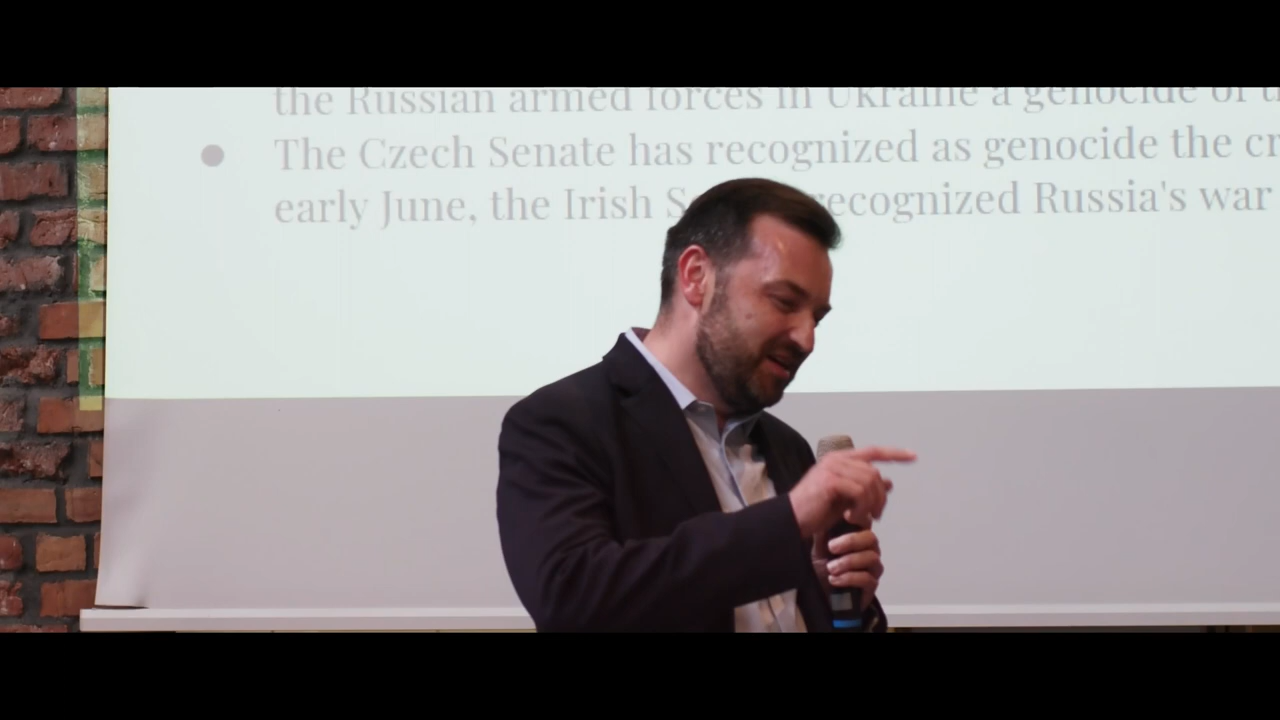 the Russian armed forces in Ukraine a genocide of
● The Czech Senate has recognized as genocide the
early June, the Irish recognized Russia's war